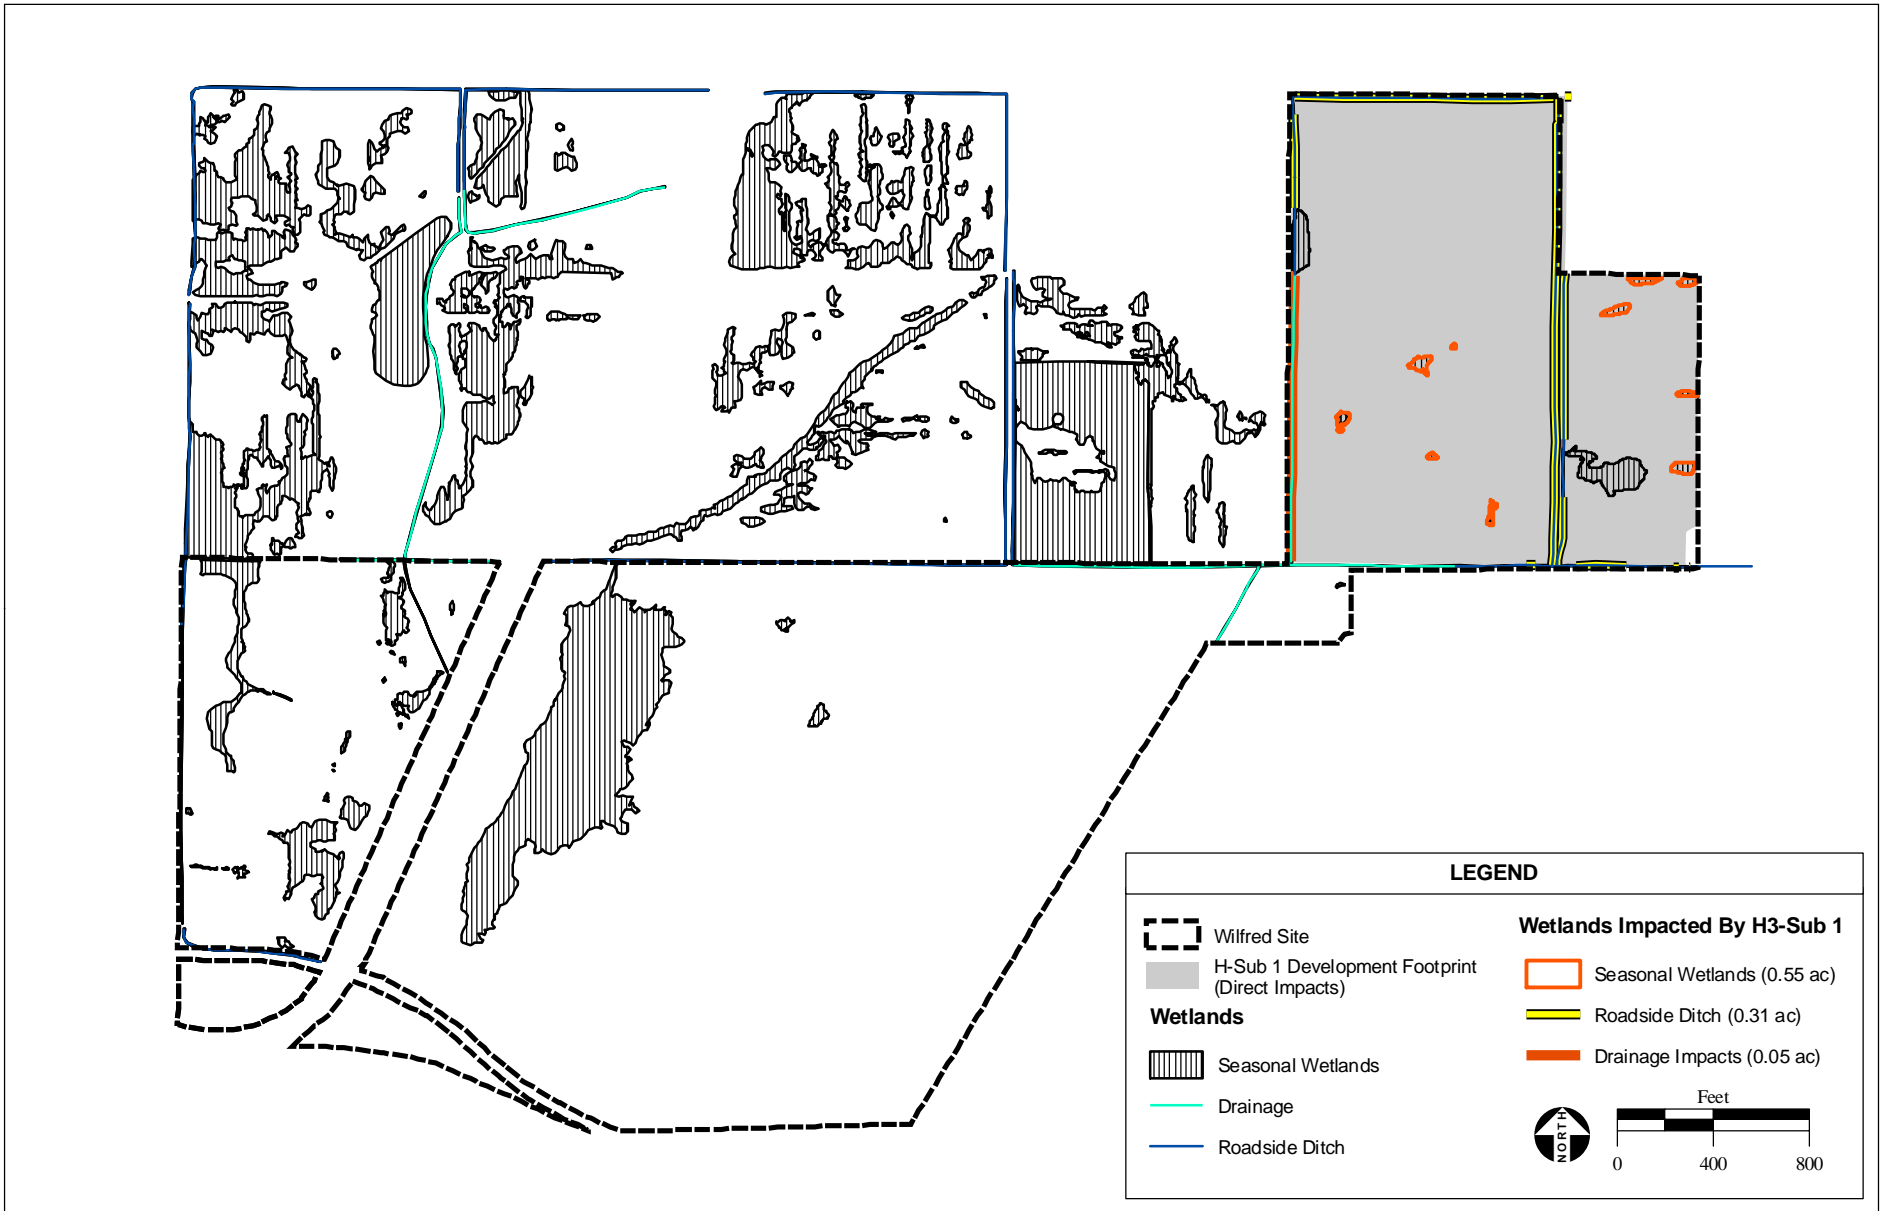 LEGEND
Wilfred Site
H-Sub 1 Development Footprint
(Direct Impacts)
Wetlands
Seasonal Wetlands
Drainage
Roadside Ditch
Wetlands Impacted By H3-Sub 1
Seasonal Wetlands (0.55 ac)
Roadside Ditch (0.31 ac)
Drainage Impacts (0.05 ac)
NORTH
Feet
0 400 800